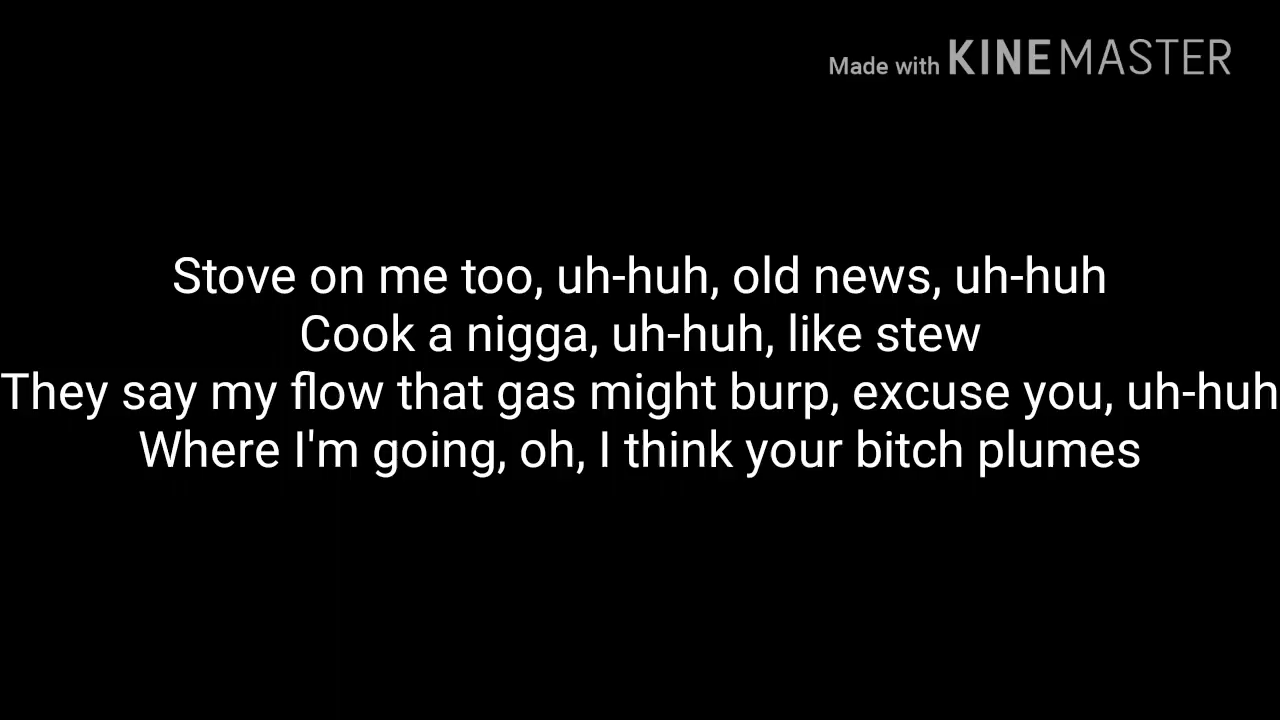 Made with KINEMASTER
Stove on me too, uh-huh, old news, uh-huh
Cook a nigga, uh-huh, like stew
They say my flow that gas might burp, excuse you, uh-huh
Where I'm going, oh, I think your bitch plumes